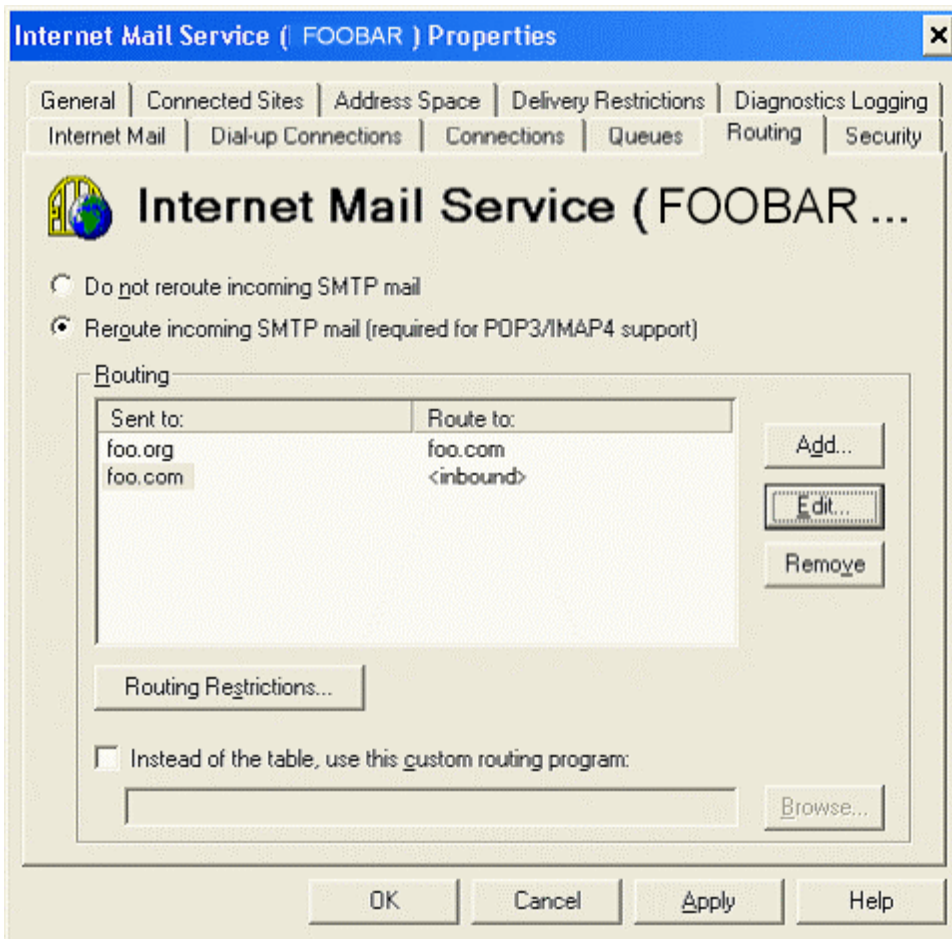 Internet Mail Service ( FOOBAR ) Properties
General Connected Sites Address Space Delivery Restrictions Diagnostics Logging
Internet Mail Dial-up Connections Connections Queues Routing Security
Internet Mail Service (FOOBAR ...
Do not reroute incoming SMTP mail
Reroute incoming SMTP mail (required for POP3/IMAP4 support)
Routing
Sent to: Route to:
foo.org foo.com
foo.com <inbound>
Add...
Edit...
Remove
Routing Restrictions...
Instead of the table, use this custom routing program:
Browse...
OK Cancel Apply Help